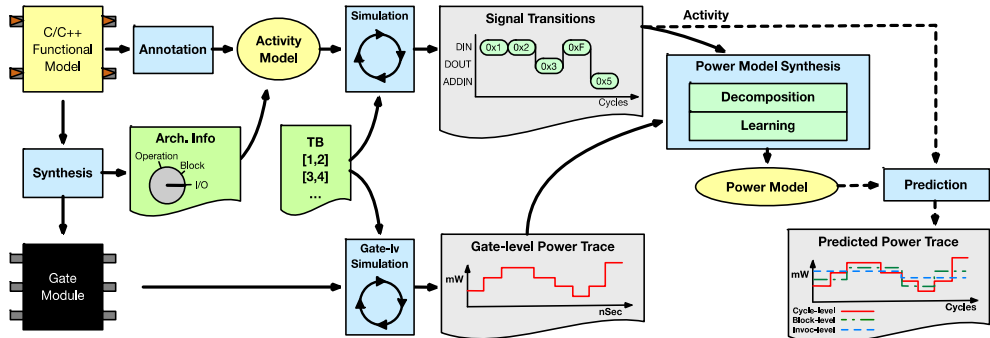 C/C++
Functional
Model
Annotation
Activity
Model
Simulation
Signal Transitions
DIN
DOUT
ADDIN
0x1
0x2
0x3
0xF
0x5
Cycles
Activity
Power Model Synthesis
Decomposition
Learning
Synthesis
Arch. Info
Operation
Block
I/O
TB
[1,2]
[3,4]
...
Power Model
Prediction
Gate
Module
Gate-lv
Simulation
Gate-level Power Trace
mW
nSec
Predicted Power Trace
mW
Cycle-level
Block-level
Invoc-level
Cycles